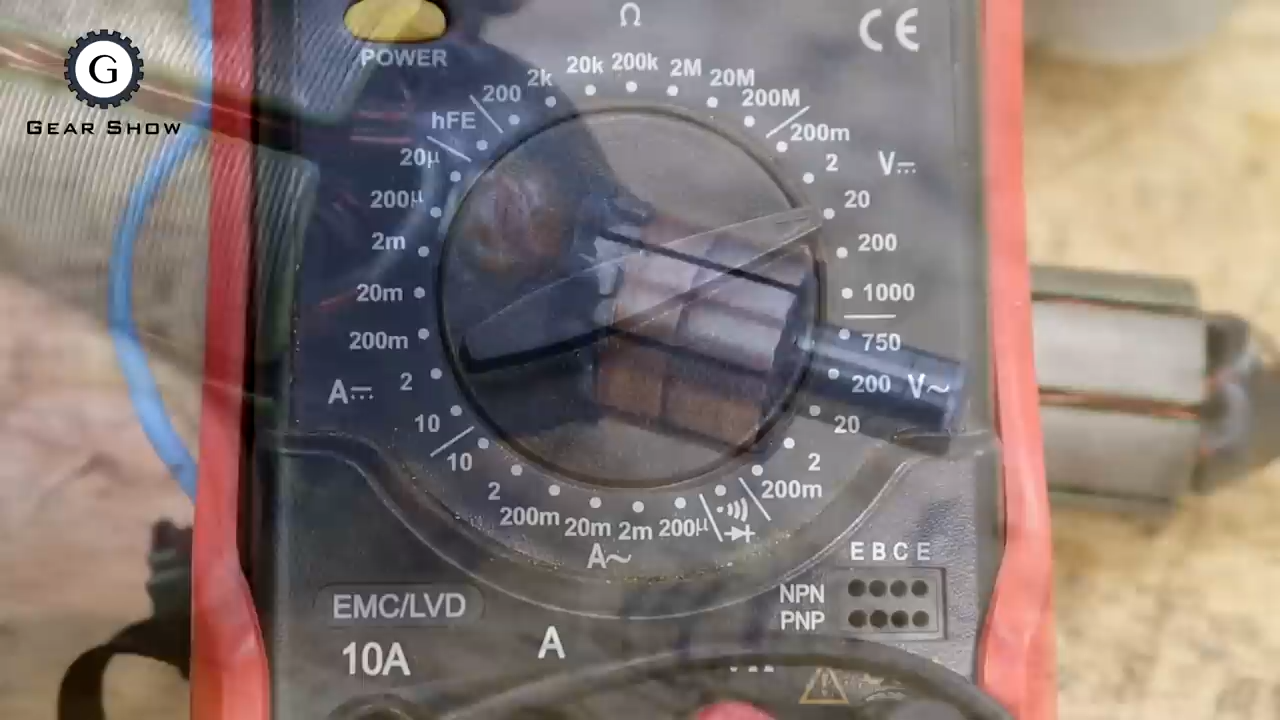 G
GEAR SHOW
POWER
Ω
CE
hFE
200
2k
20k
200k
2M
20M
200M
200m
2
20
200
1000
V⎓
750
200
20
2
200m
V~
20μ
200μ
2m
20m
200m
2
10
A⎓
10
2
200m
20m
2m
200μ
A~
E B C E
NPN
PNP
EMC/LVD
10A
A